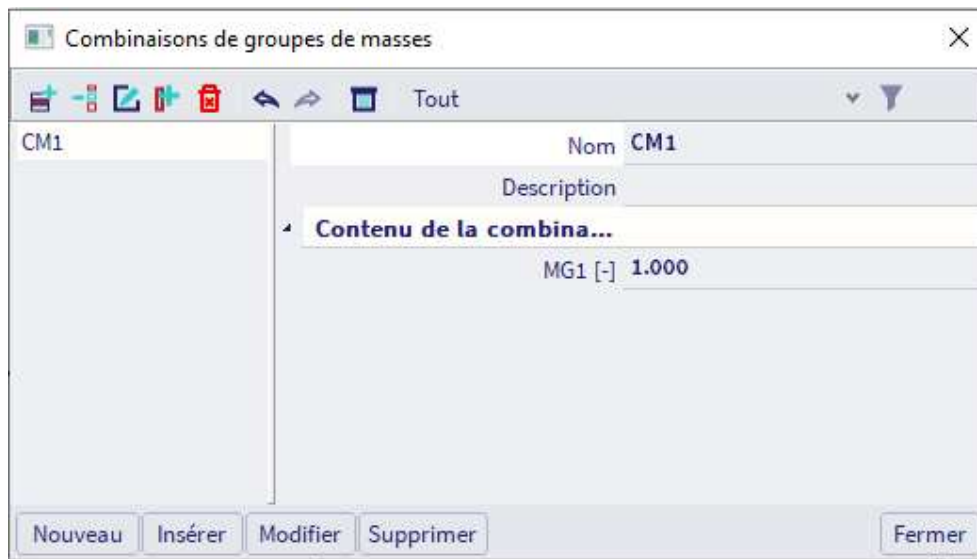 Combinaisons de groupes de masses
Tout
CM1
Nom CM1
Description
Contenu de la combina...
MG1 [-] 1.000
Nouveau Insérer Modifier Supprimer Fermer